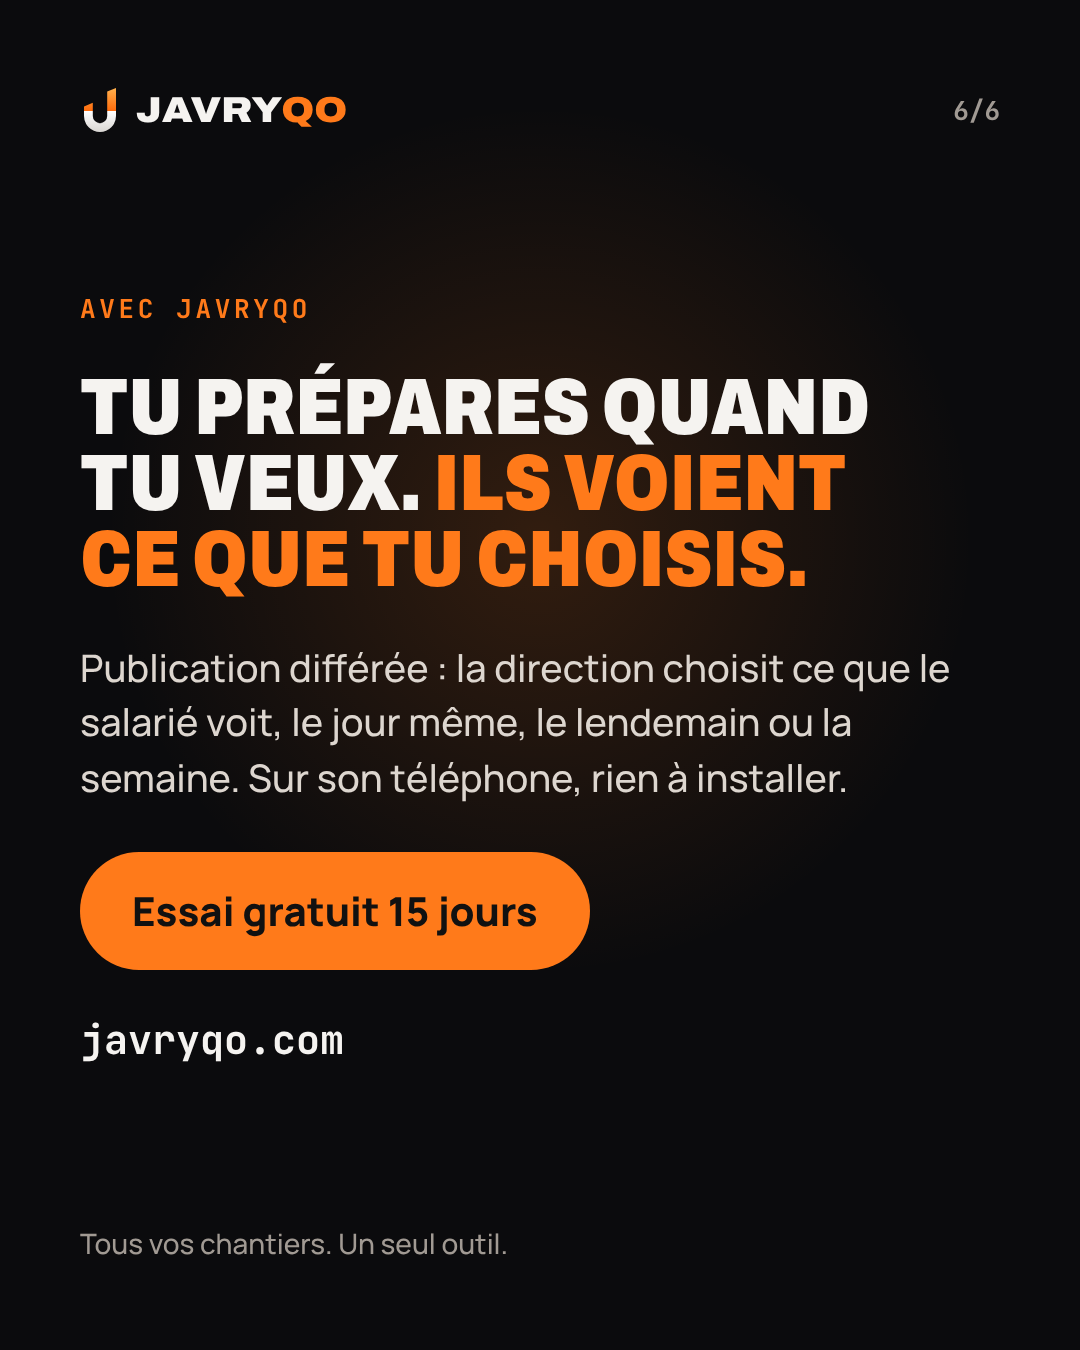 JAVRYQO
6/6
AVEC JAVRYQO
TU PRÉPARES QUAND
TU VEUX. ILS VOIENT
CE QUE TU CHOISIS.
Publication différée : la direction choisit ce que le
salarié voit, le jour même, le lendemain ou la
semaine. Sur son téléphone, rien à installer.
Essai gratuit 15 jours
javryqo.com
Tous vos chantiers. Un seul outil.